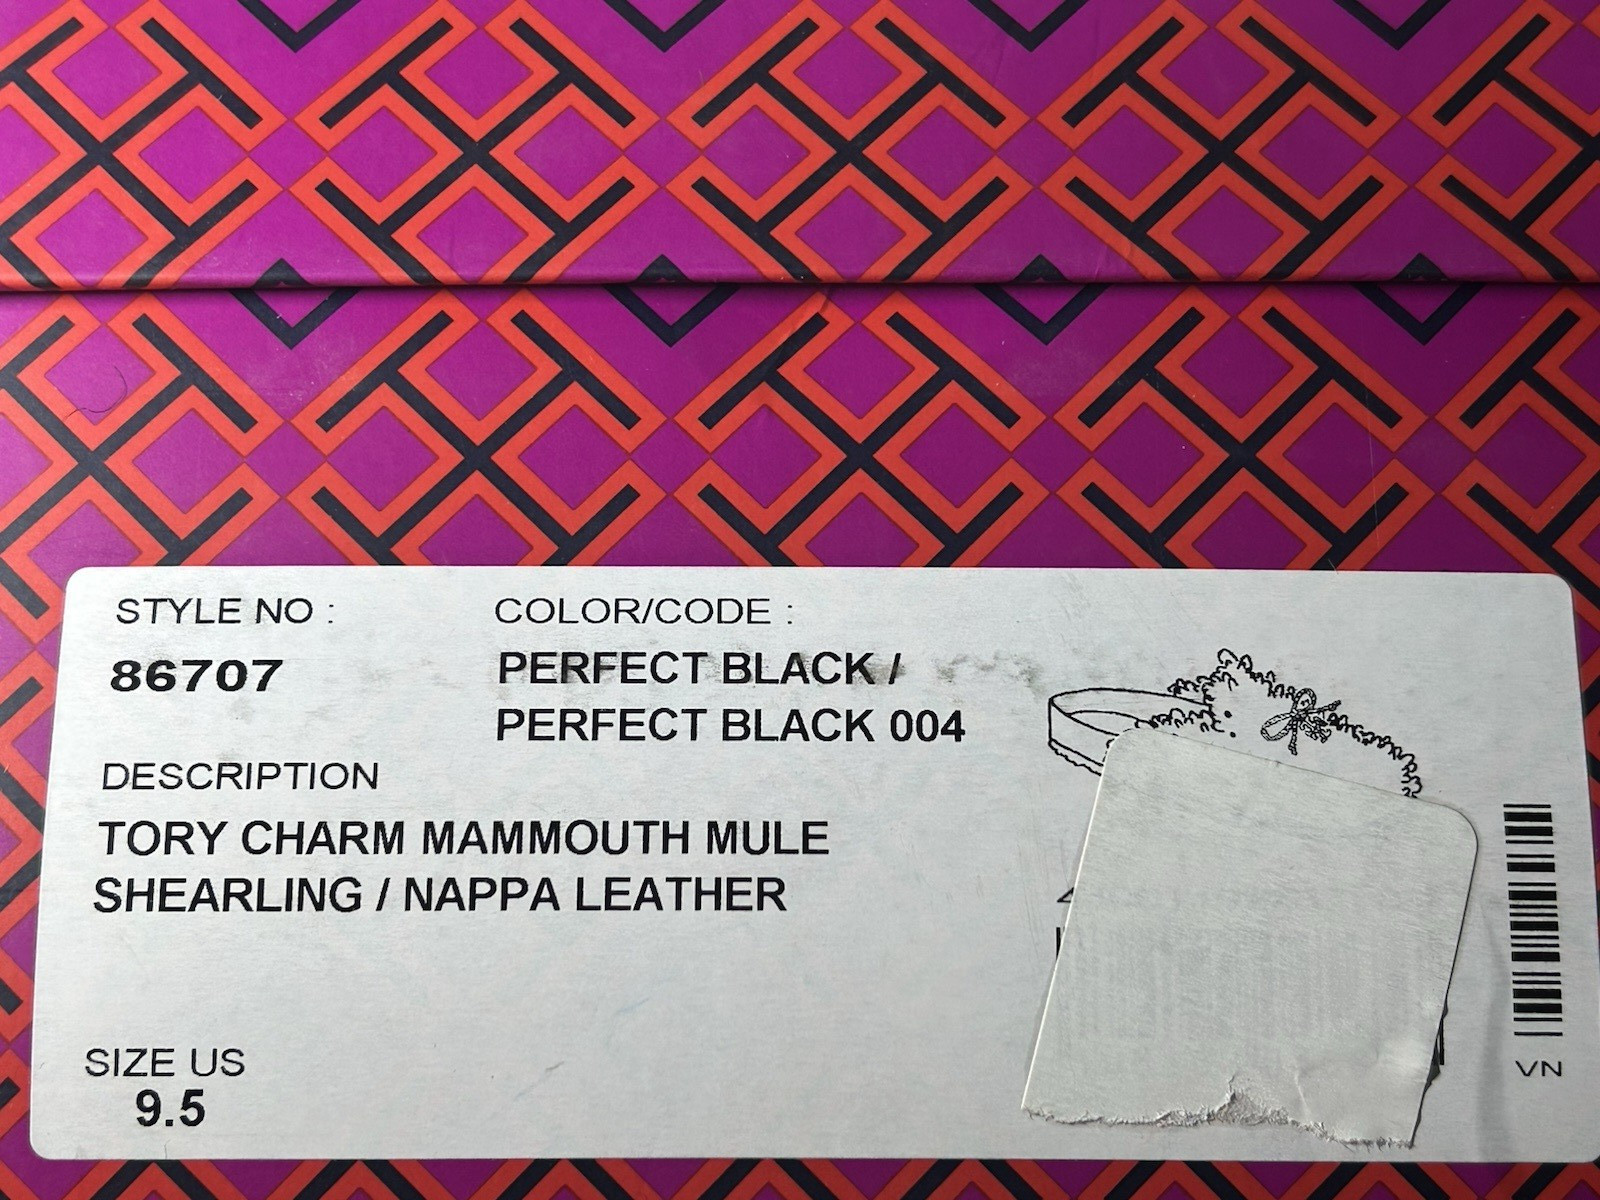 STYLE NO :
COLOR/CODE :
86707
PERFECT BLACK /
PERFECT BLACK 004
DESCRIPTION
TORY CHARM MAMMOUTH MULE
SHEARLING / NAPPA LEATHER
SIZE US
9.5
VN